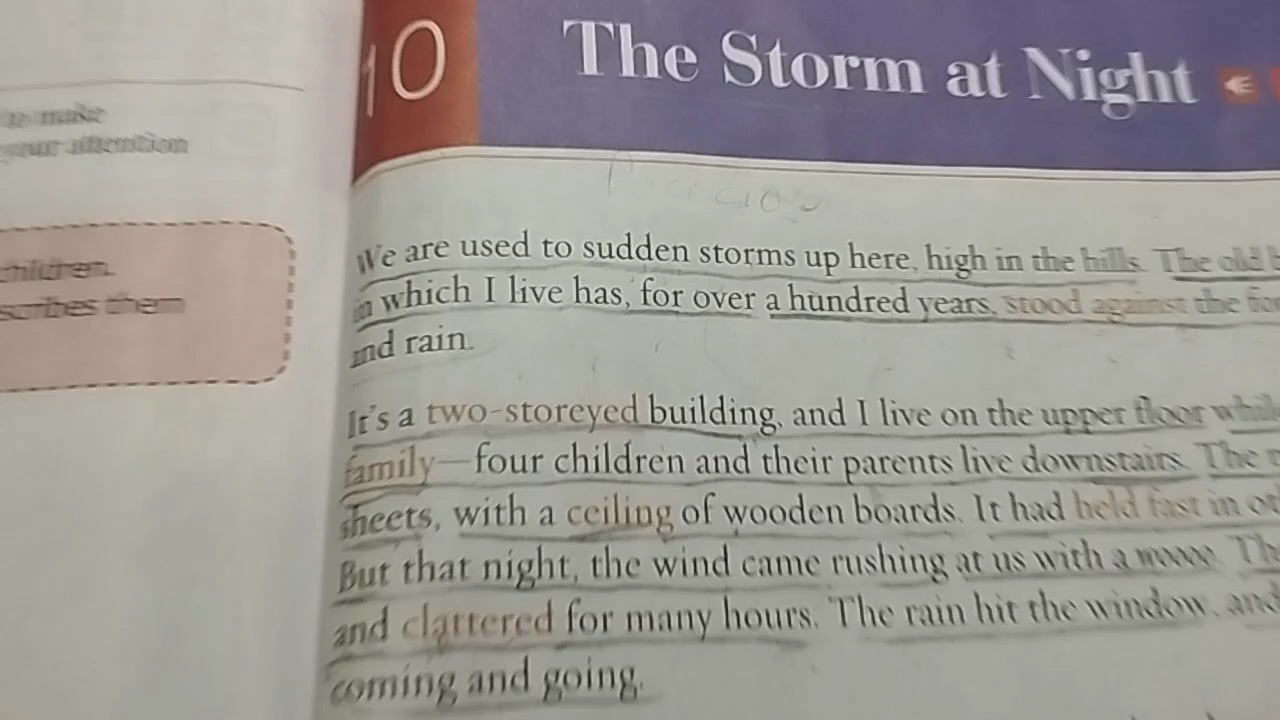 to make
your attention
children.
scribes them
10
The Storm at Night
We are used to sudden storms up here, high in the hills. The old
in which I live has, for over a hundred years, stood against the
and rain.
It's a two-storeyed building, and I live on the upper floor while
family—four children and their parents live downstairs. The
sheets, with a ceiling of wooden boards. It had held fast in
But that night, the wind came rushing at us with a
and clattered for many hours. The rain hit the window, and
coming and going.